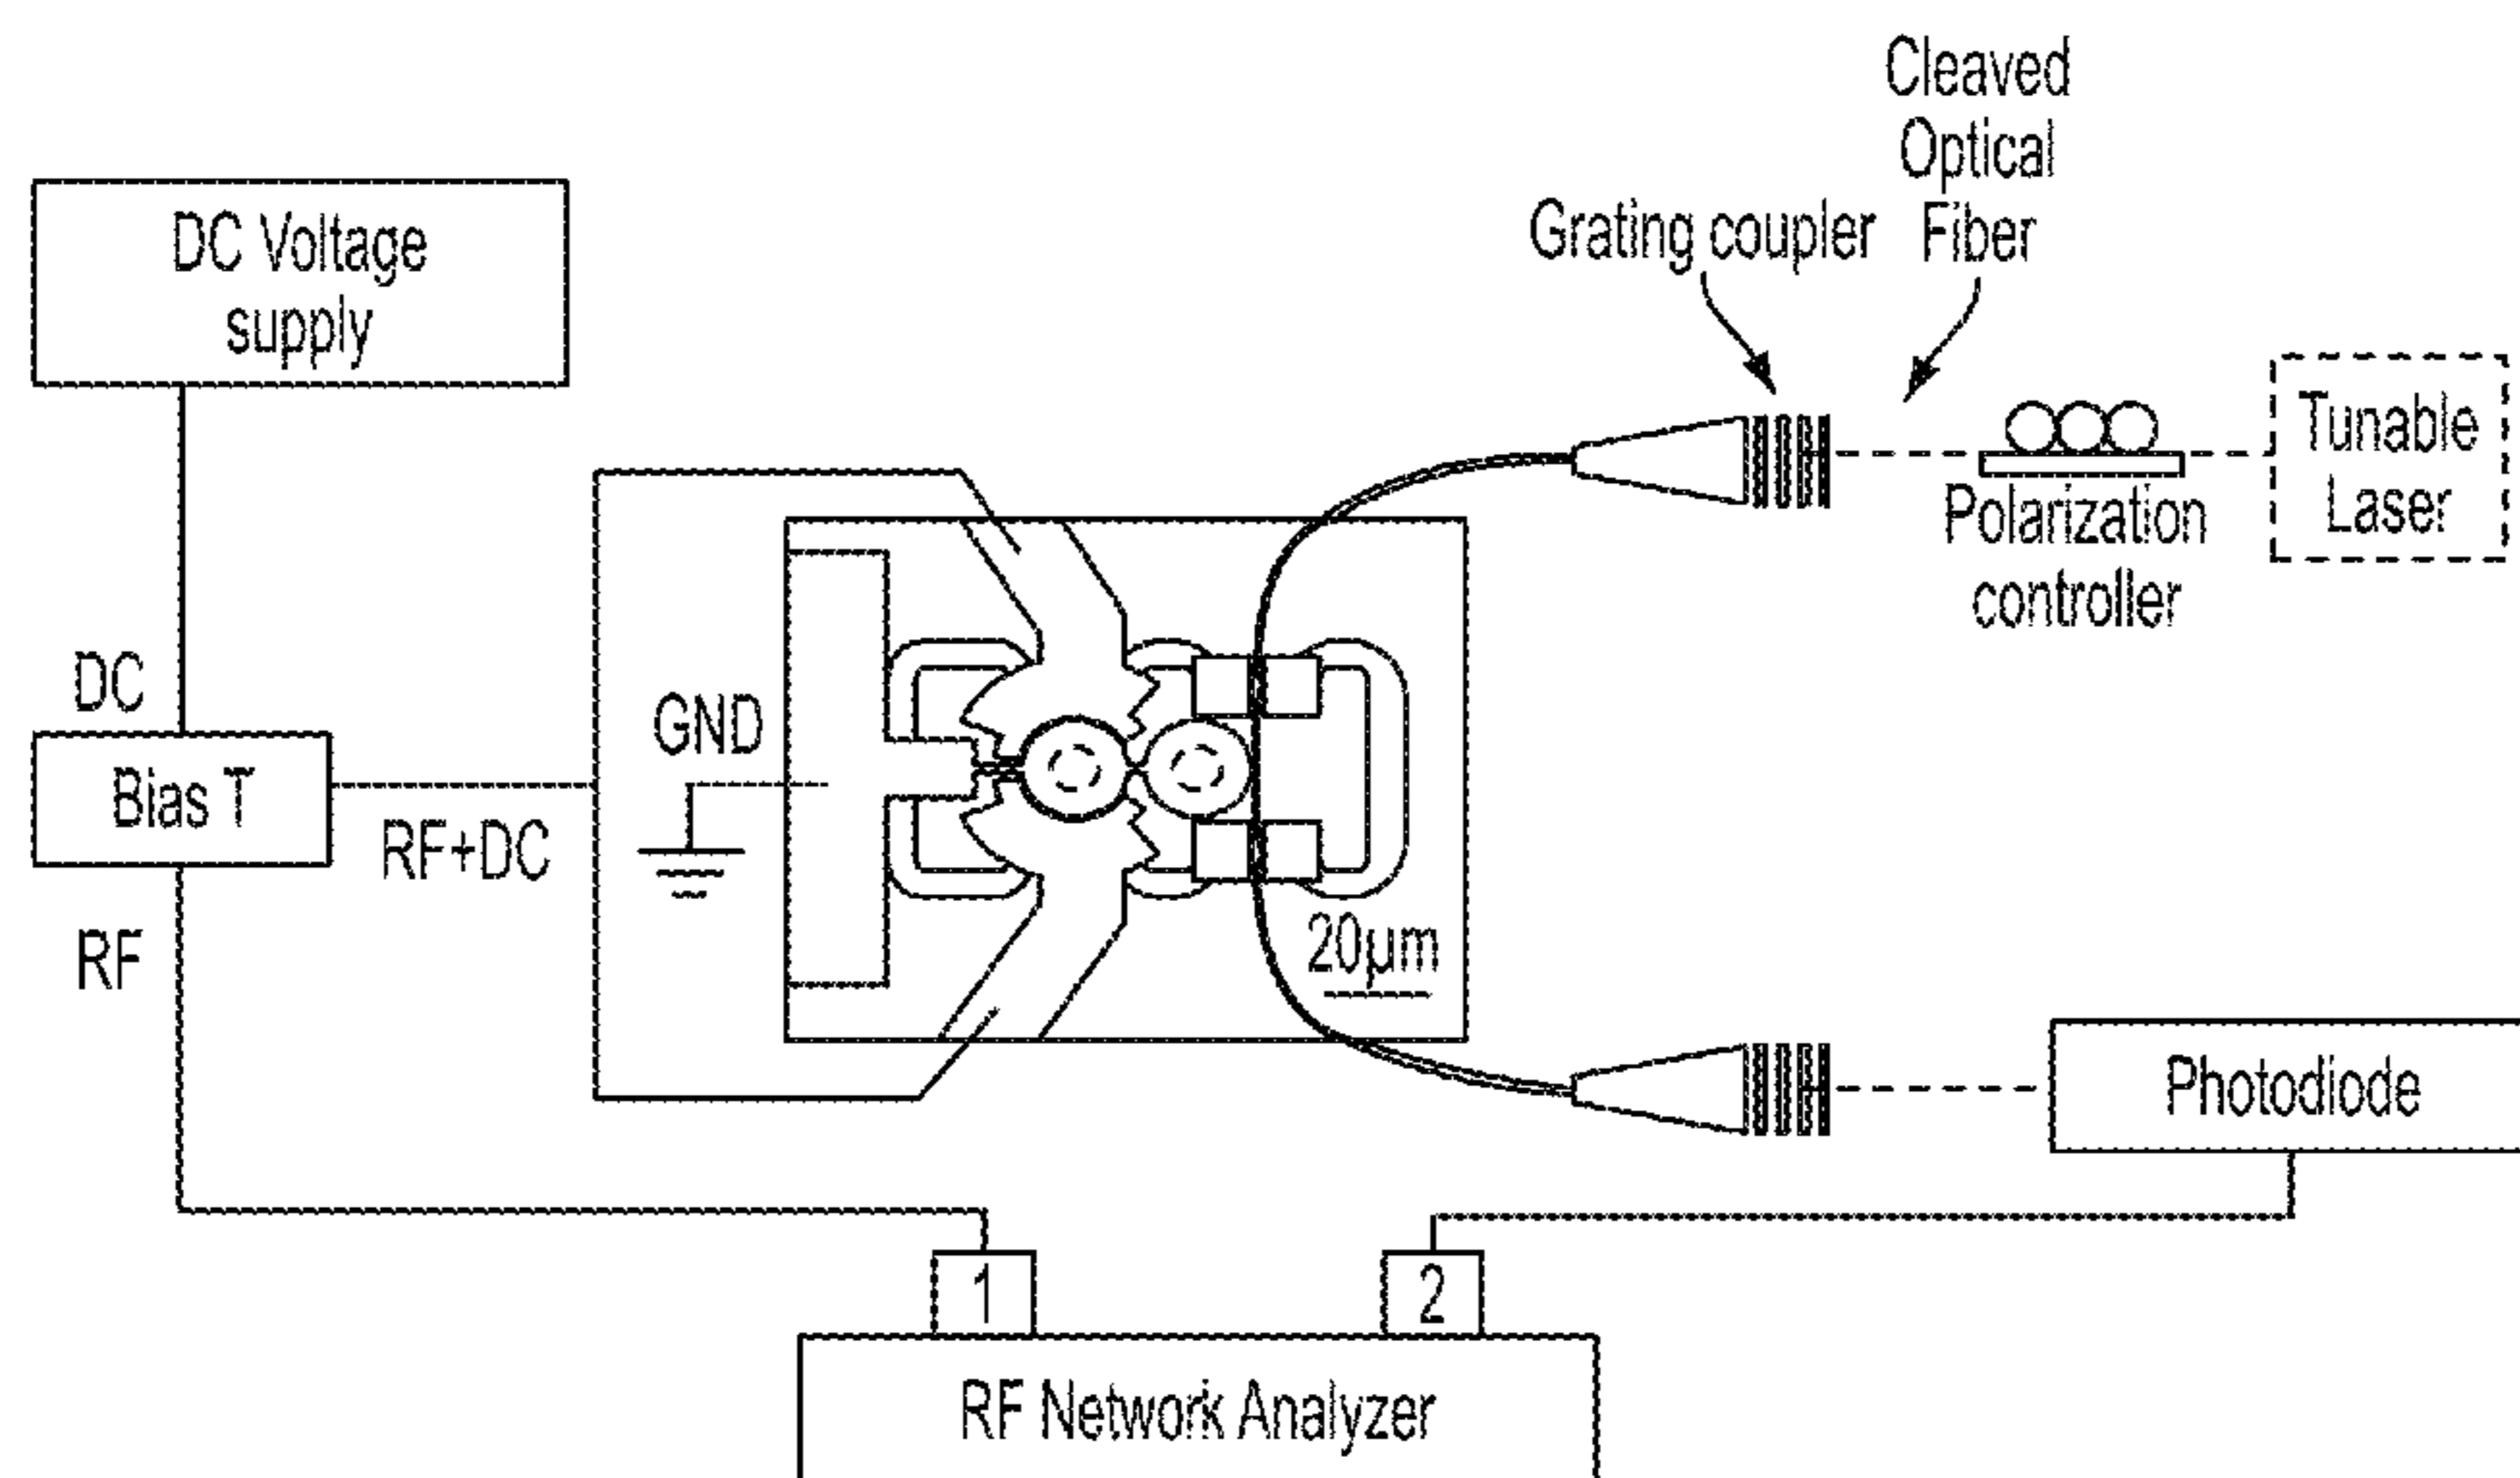 Cleaved
Optical
Fiber
Grating coupler
DC Voltage
supply
Tunable
Laser
Polarization
controller
DC
GND
Bias T
RF+DC
RF
20µm
Photodiode
1
2
RF Network Analyzer